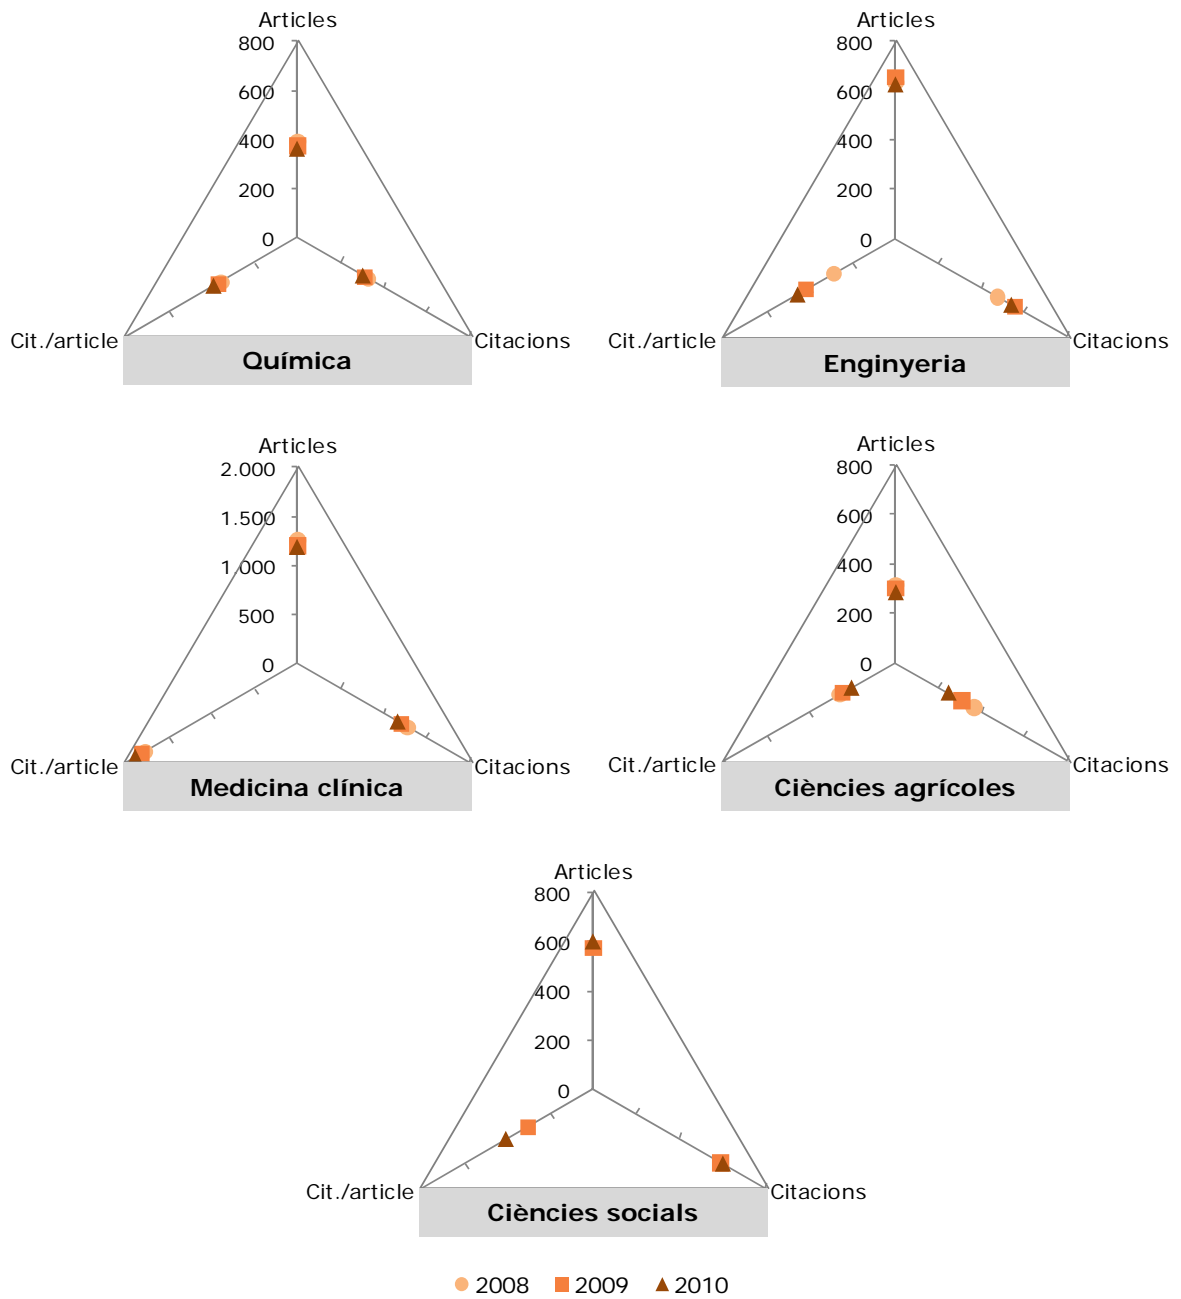 Articles
800
600
400
200
0
Cit./article
Citacions
Química
Articles
800
600
400
200
0
Cit./article
Citacions
Enginyeria
Articles
2.000
1.500
1.000
500
0
Cit./article
Citacions
Medicina clínica
Articles
800
600
400
200
0
Cit./article
Citacions
Ciències agrícoles
Articles
800
600
400
200
0
Cit./article
Citacions
Ciències socials
2008 2009 2010